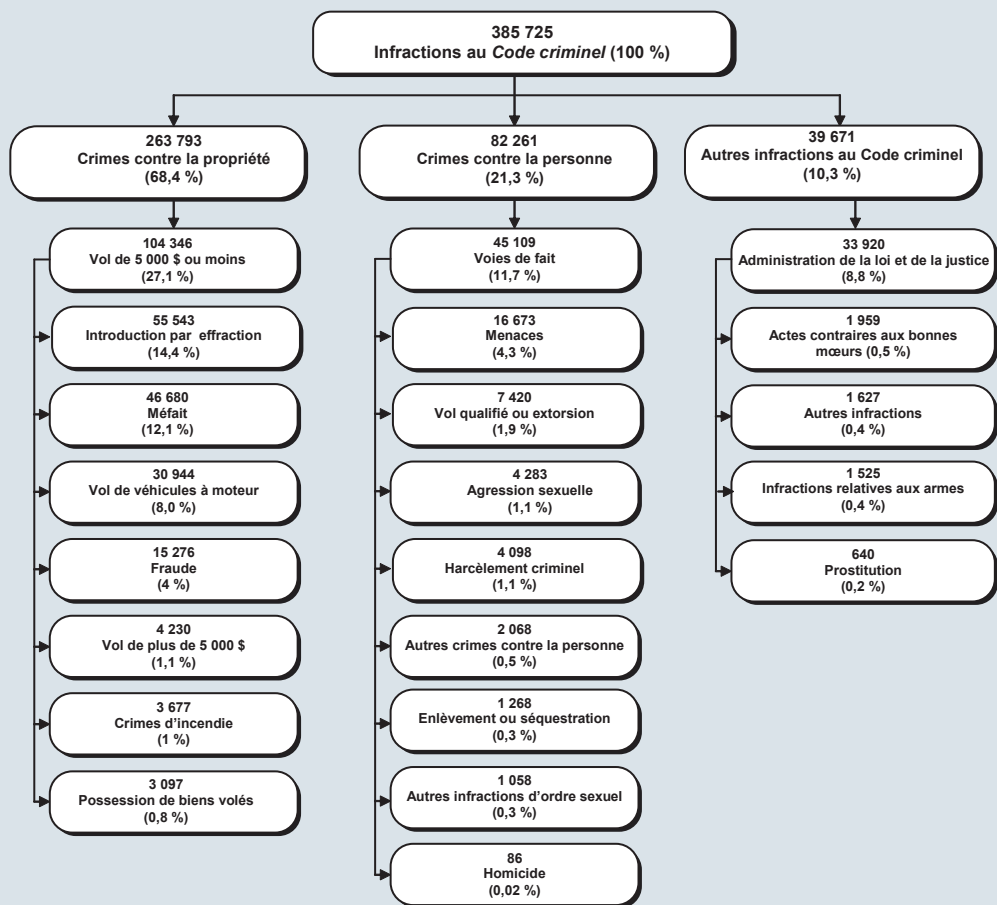 385 725
Infractions au Code criminel (100 %)
263 793
Crimes contre la propriété
(68,4 %)
104 346
Vol de 5 000 $ ou moins
(27,1 %)
55 543
Introduction par effraction
(14,4 %)
46 680
Méfait
(12,1 %)
30 944
Vol de véhicules à moteur
(8,0 %)
15 276
Fraude
(4 %)
4 230
Vol de plus de 5 000 $
(1,1 %)
3 677
Crimes d'incendie
(1 %)
3 097
Possession de biens volés
(0,8 %)
82 261
Crimes contre la personne
(21,3 %)
45 109
Voies de fait
(11,7 %)
16 673
Menaces
(4,3 %)
7 420
Vol qualifié ou extorsion
(1,9 %)
4 283
Agression sexuelle
(1,1 %)
4 098
Harcèlement criminel
(1,1 %)
2 068
Autres crimes contre la personne
(0,5 %)
1 268
Enlèvement ou séquestration
(0,3 %)
1 058
Autres infractions d'ordre sexuel
(0,3 %)
86
Homicide
(0,02 %)
39 671
Autres infractions au Code criminel
(10,3 %)
33 920
Administration de la loi et de la justice
(8,8 %)
1 959
Actes contraires aux bonnes
mœurs (0,5 %)
1 627
Autres infractions
(0,4 %)
1 525
Infractions relatives aux armes
(0,4 %)
640
Prostitution
(0,2 %)